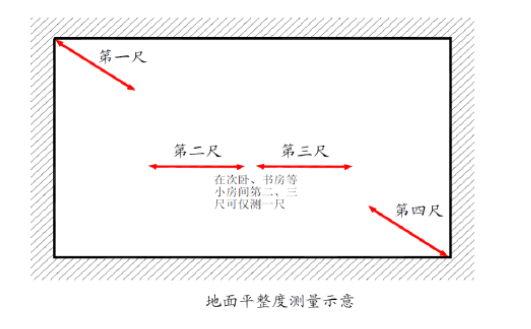 第一尺
第二尺
第三尺
在次卧、书房等
小房间第二、三
尺可仅测一尺
第四尺
地面平整度测量示意